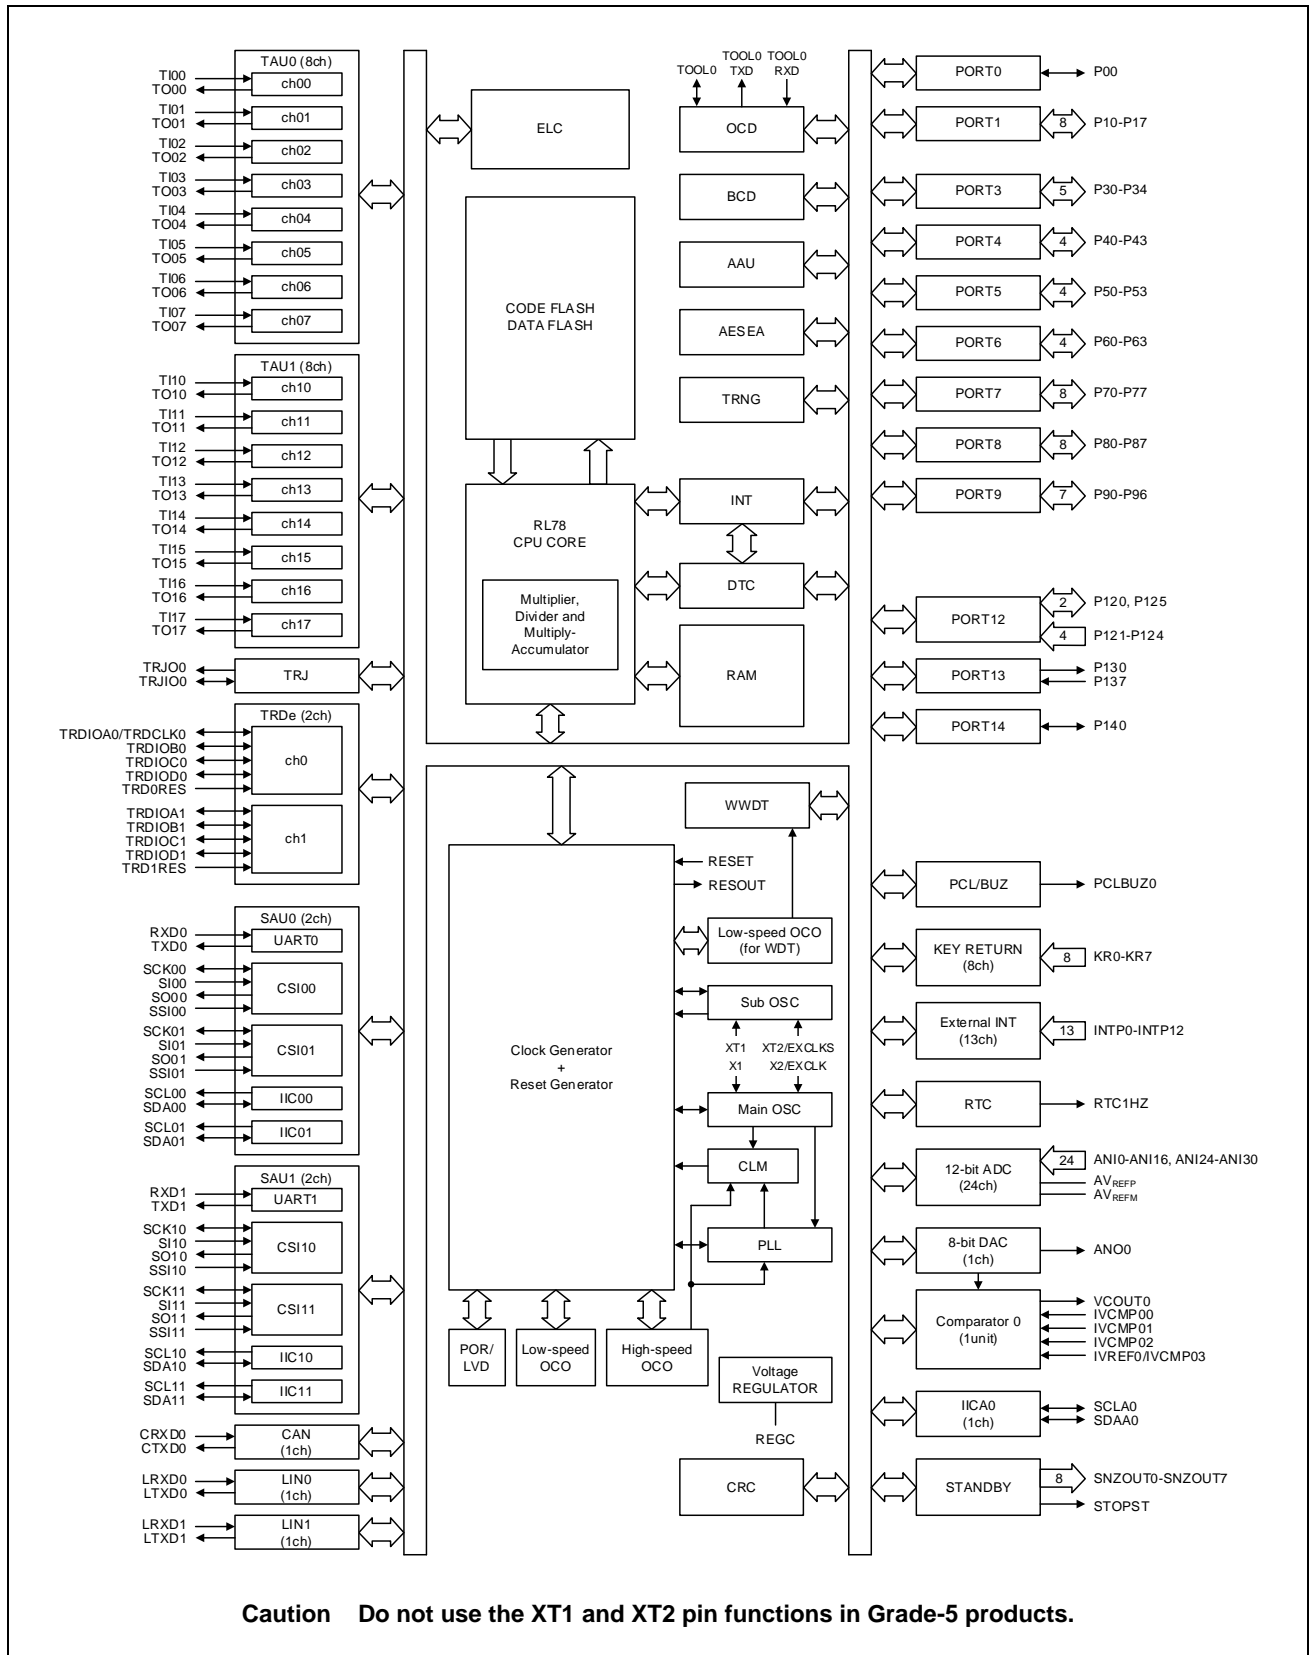 TAU0 (8ch)
TI00
TO00
ch00
TI01
TO01
ch01
TI02
TO02
ch02
TI03
TO03
ch03
TI04
TO04
ch04
TI05
TO05
ch05
TI06
TO06
ch06
TI07
TO07
ch07
TAU1 (8ch)
TI10
TO10
ch10
TI11
TO11
ch11
TI12
TO12
ch12
TI13
TO13
ch13
TI14
TO14
ch14
TI15
TO15
ch15
TI16
TO16
ch16
TI17
TO17
ch17
TRJO0
TRJIO0
TRJ
TRDe (2ch)
TRDIOA0/TRDCLK0
TRDIOB0
TRDIOC0
TRDIOD0
TRD0RES
ch0
TRDIOA1
TRDIOB1
TRDIOC1
TRDIOD1
TRD1RES
ch1
SAU0 (2ch)
RXD0
TXD0
UART0
SCK00
SI00
SO00
SSI00
CSI00
SCK01
SI01
SO01
SSI01
CSI01
SCL00
SDA00
IIC00
SCL01
SDA01
IIC01
SAU1 (2ch)
RXD1
TXD1
UART1
SCK10
SI10
SO10
SSI10
CSI10
SCK11
SI11
SO11
SSI11
CSI11
SCL10
SDA10
IIC10
SCL11
SDA11
IIC11
CRXD0
CTXD0
CAN
(1ch)
LRXD0
LTXD0
LIN0
(1ch)
LRXD1
LTXD1
LIN1
(1ch)
ELC
CODE FLASH
DATA FLASH
RL78
CPU CORE
Multiplier,
Divider and
Multiply-
Accumulator
TOOL0
TOOL0
TXD
TOOL0
RXD
OCD
BCD
AAU
AESEA
TRNG
INT
DTC
RAM
WWDT
RESET
RESOUT
Low-speed OCO
(for WDT)
Sub OSC
XT1
XT2/EXCLKS
X1
X2/EXCLK
Main OSC
CLM
PLL
Clock Generator
+
Reset Generator
POR/
LVD
Low-speed
OCO
High-speed
OCO
Voltage
REGULATOR
REGC
CRC
PORT0
P00
PORT1
8
P10-P17
PORT3
5
P30-P34
PORT4
4
P40-P43
PORT5
4
P50-P53
PORT6
4
P60-P63
PORT7
8
P70-P77
PORT8
8
P80-P87
PORT9
7
P90-P96
PORT12
2
P120, P125
4
P121-P124
PORT13
P130
P137
PORT14
P140
PCL/BUZ
PCLBUZ0
KEY RETURN
(8ch)
8
KR0-KR7
External INT
(13ch)
13
INTP0-INTP12
RTC
RTC1HZ
12-bit ADC
(24ch)
24
ANI0-ANI16, ANI24-ANI30
AVREFP
AVREFM
8-bit DAC
(1ch)
ANO0
Comparator 0
(1unit)
VCOUT0
IVCMP00
IVCMP01
IVCMP02
IVREF0/IVCMP03
IICA0
(1ch)
SCLA0
SDAA0
STANDBY
8
SNZOUT0-SNZOUT7
STOPST
Caution Do not use the XT1 and XT2 pin functions in Grade-5 products.